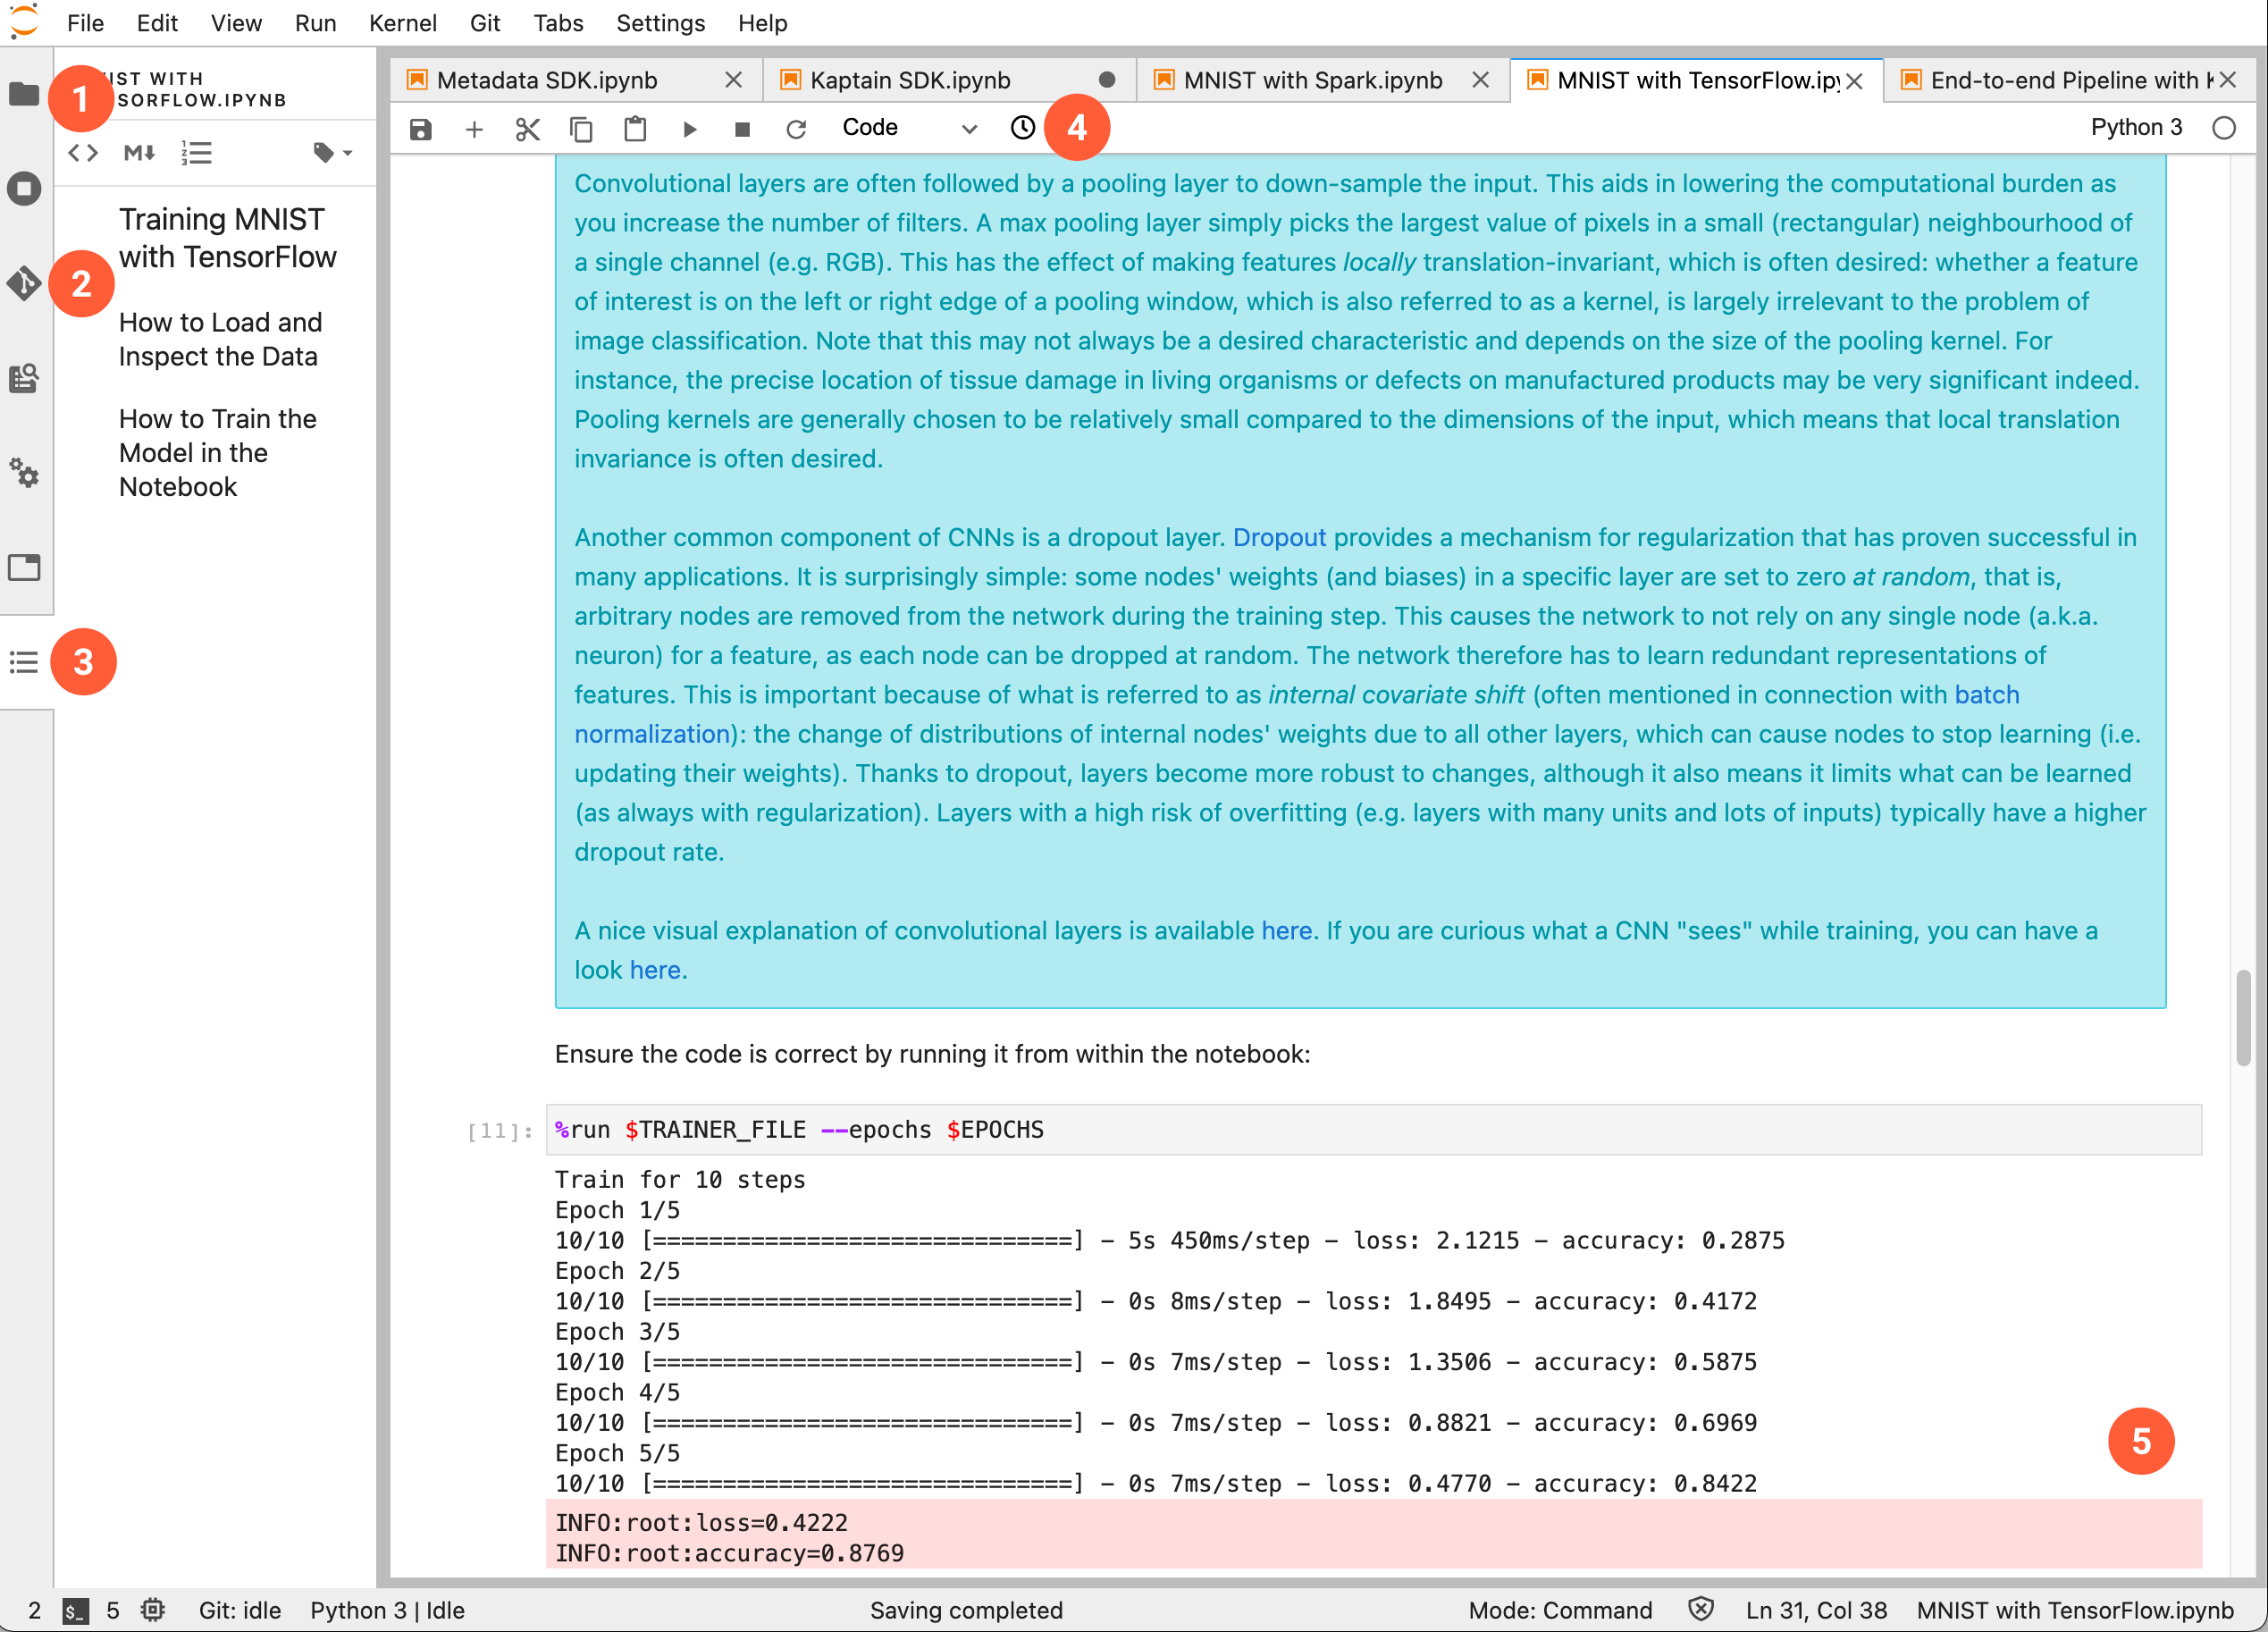 File Edit View Run Kernel Git Tabs Settings Help
1
IST WITH
SORFLOW.IPYNB
Metadata SDK.ipynb
Kaptain SDK.ipynb
MNIST with Spark.ipynb
MNIST with TensorFlow.ipy
End-to-end Pipeline with
Code
4
Python 3
M
Training MNIST
with TensorFlow
2
How to Load and
Inspect the Data
How to Train the
Model in the
Notebook
3
Convolutional layers are often followed by a pooling layer to down-sample the input. This aids in lowering the computational burden as
you increase the number of filters. A max pooling layer simply picks the largest value of pixels in a small (rectangular) neighbourhood of
a single channel (e.g. RGB). This has the effect of making features locally translation-invariant, which is often desired: whether a feature
of interest is on the left or right edge of a pooling window, which is also referred to as a kernel, is largely irrelevant to the problem of
image classification. Note that this may not always be a desired characteristic and depends on the size of the pooling kernel. For
instance, the precise location of tissue damage in living organisms or defects on manufactured products may be very significant indeed.
Pooling kernels are generally chosen to be relatively small compared to the dimensions of the input, which means that local translation
invariance is often desired.
Another common component of CNNs is a dropout layer. Dropout provides a mechanism for regularization that has proven successful in
many applications. It is surprisingly simple: some nodes' weights (and biases) in a specific layer are set to zero at random, that is,
arbitrary nodes are removed from the network during the training step. This causes the network to not rely on any single node (a.k.a.
neuron) for a feature, as each node can be dropped at random. The network therefore has to learn redundant representations of
features. This is important because of what is referred to as internal covariate shift (often mentioned in connection with batch
normalization): the change of distributions of internal nodes' weights due to all other layers, which can cause nodes to stop learning (i.e.
updating their weights). Thanks to dropout, layers become more robust to changes, although it also means it limits what can be learned
(as always with regularization). Layers with a high risk of overfitting (e.g. layers with many units and lots of inputs) typically have a higher
dropout rate.
A nice visual explanation of convolutional layers is available here. If you are curious what a CNN "sees" while training, you can have a
look here.
Ensure the code is correct by running it from within the notebook:
[11]: %run $TRAINER_FILE --epochs $EPOCHS
Train for 10 steps
Epoch 1/5
10/10 [==============================] - 5s 450ms/step - loss: 2.1215 - accuracy: 0.2875
Epoch 2/5
10/10 [==============================] - 0s 8ms/step - loss: 1.8495 - accuracy: 0.4172
Epoch 3/5
10/10 [==============================] - 0s 7ms/step - loss: 1.3506 - accuracy: 0.5875
Epoch 4/5
10/10 [==============================] - 0s 7ms/step - loss: 0.8821 - accuracy: 0.6969
Epoch 5/5
10/10 [==============================] - 0s 7ms/step - loss: 0.4770 - accuracy: 0.8422
5
INFO:root:loss=0.4222
INFO:root:accuracy=0.8769
2 $_ 5 Git: idle Python 3 | Idle Saving completed Mode: Command Ln 31, Col 38 MNIST with TensorFlow.ipynb